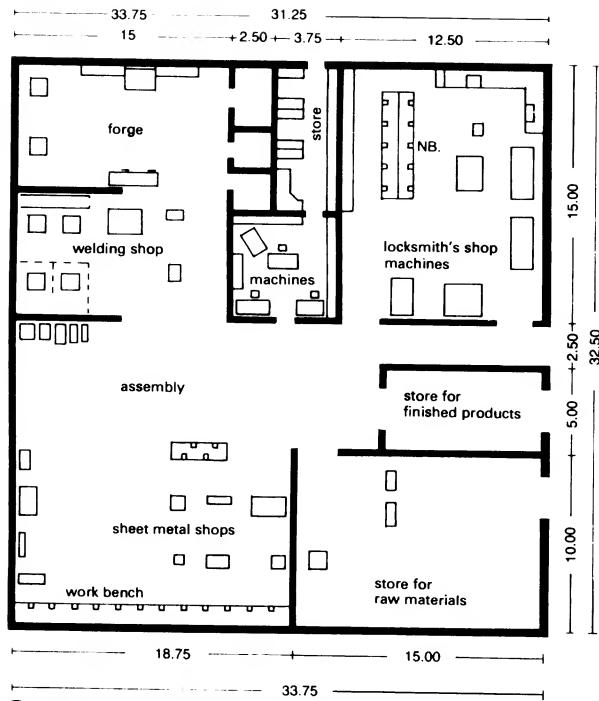 33.75 31.25
15 2.50 3.75 12.50
forge
store
NB.
welding shop
machines
locksmith's shop
machines
15.00
2.50
32.50
assembly
store for
finished products
5.00
sheet metal shops
work bench
store for
raw materials
10.00
18.75 15.00
33.75